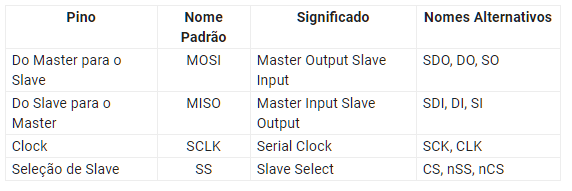 Pino Nome Padrão Significado Nomes Alternativos
Do Master para o Slave MOSI Master Output Slave Input SDO, DO, SO
Do Slave para o Master MISO Master Input Slave Output SDI, DI, SI
Clock SCLK Serial Clock SCK, CLK
Seleção de Slave SS Slave Select CS, nSS, nCS